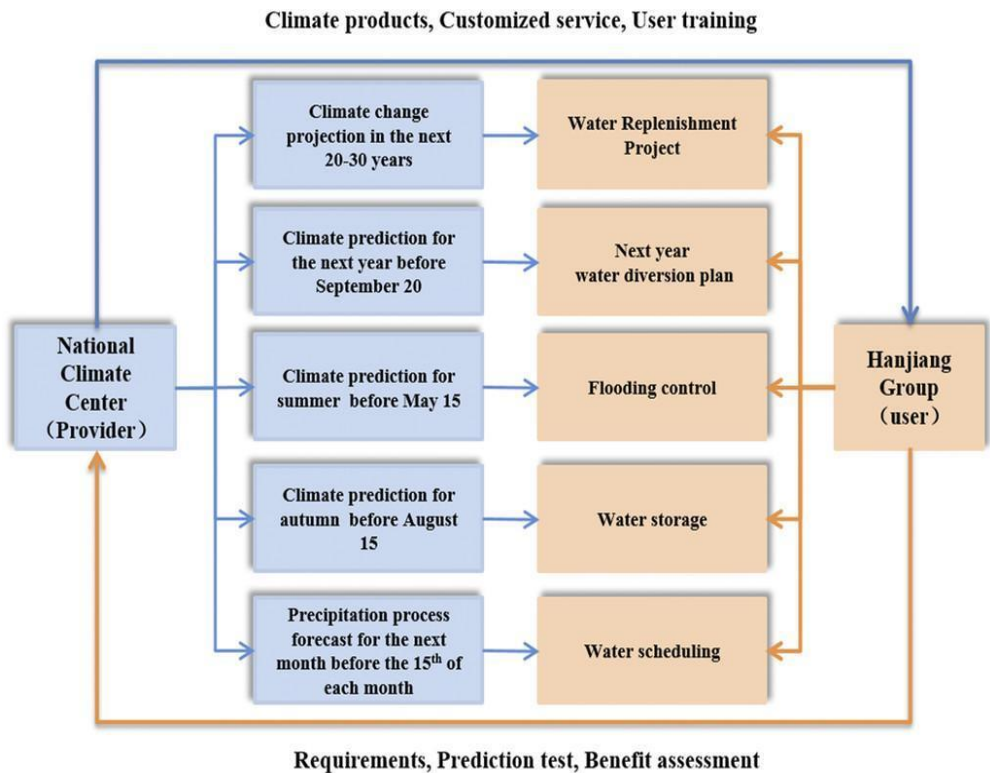 Climate products, Customized service, User training
Climate change
projection in the next
20-30 years
Water Replenishment
Project
Climate prediction for
the next year before
September 20
Next year
water diversion plan
National
Climate
Center
（Provider）
Climate prediction for
summer before May 15
Flooding control
Hanjiang
Group
（user）
Climate prediction for
autumn before August
15
Water storage
Precipitation process
forecast for the next
month before the 15th of
each month
Water scheduling
Requirements, Prediction test, Benefit assessment